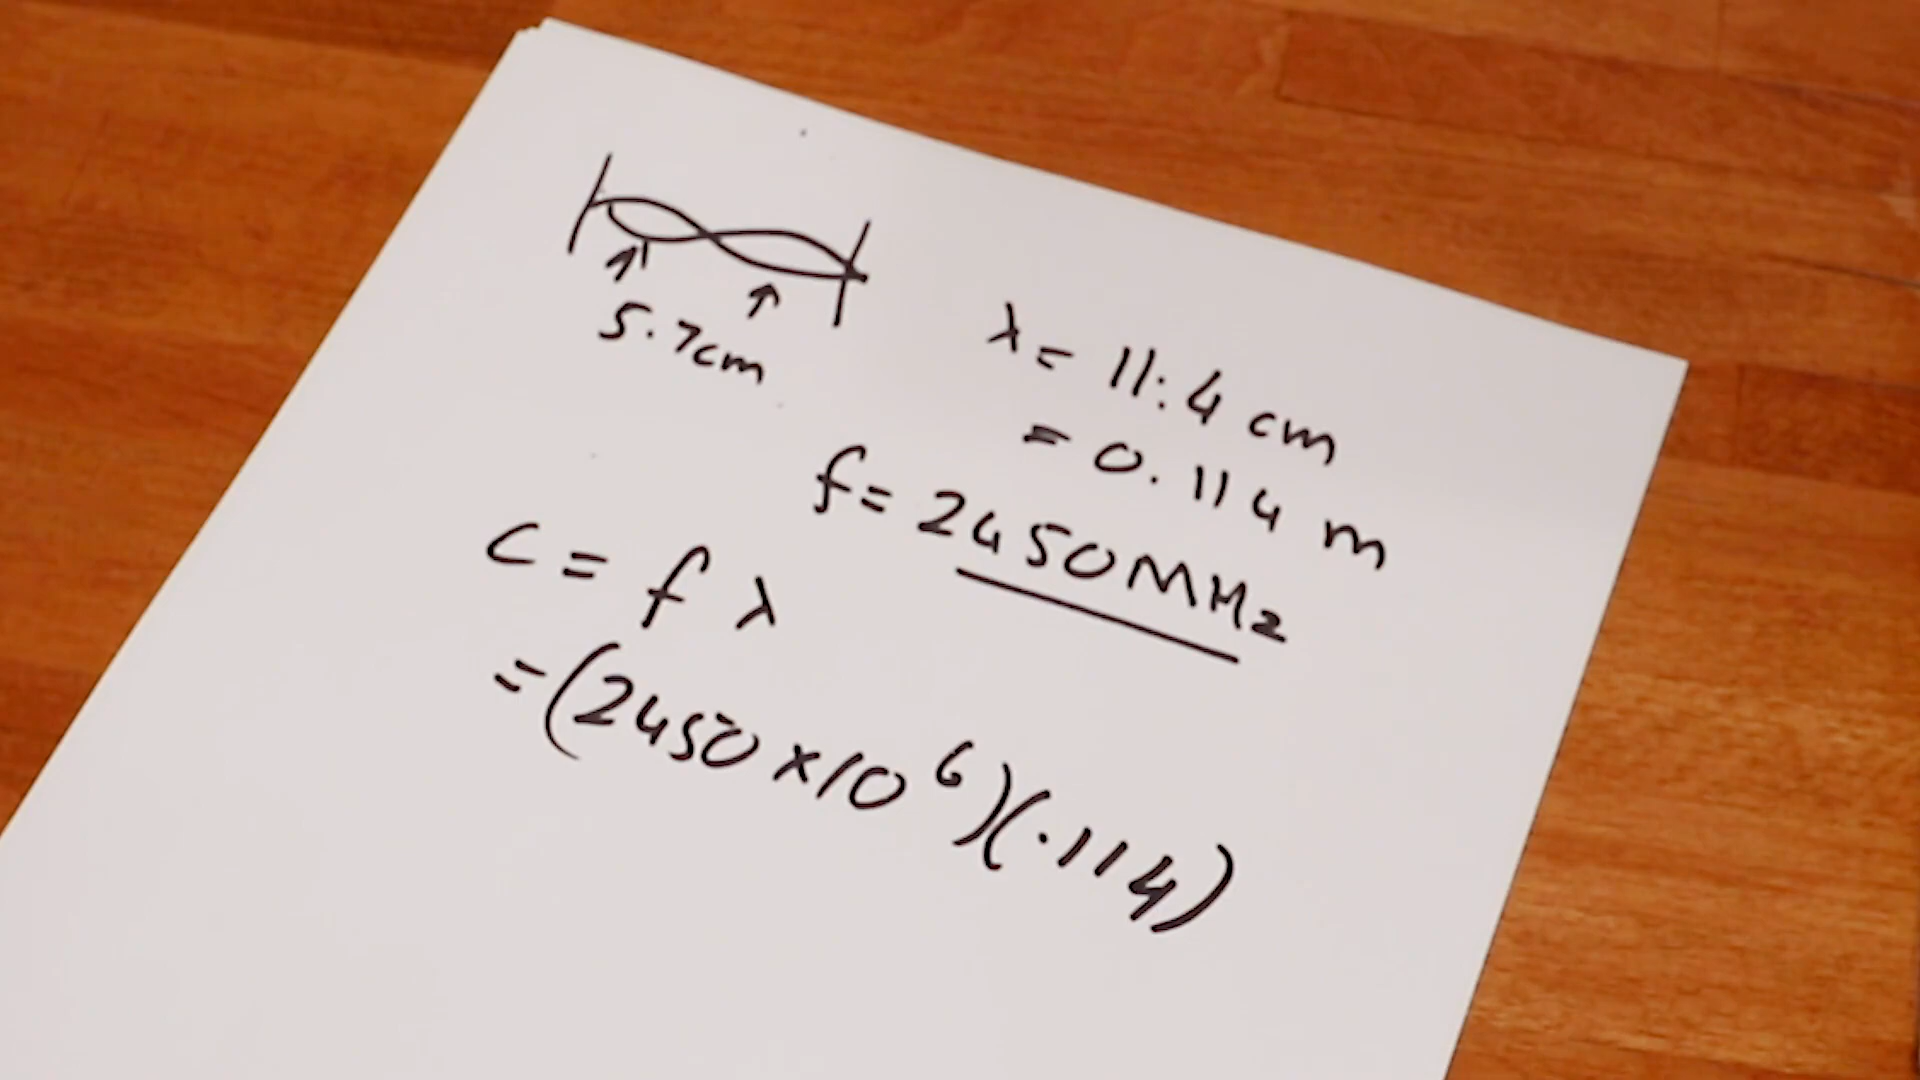 5.7cm
λ = 11.4 cm
= 0.114 m
f = 2450MHz
c = f λ
= (2450 × 10⁶)(.114)